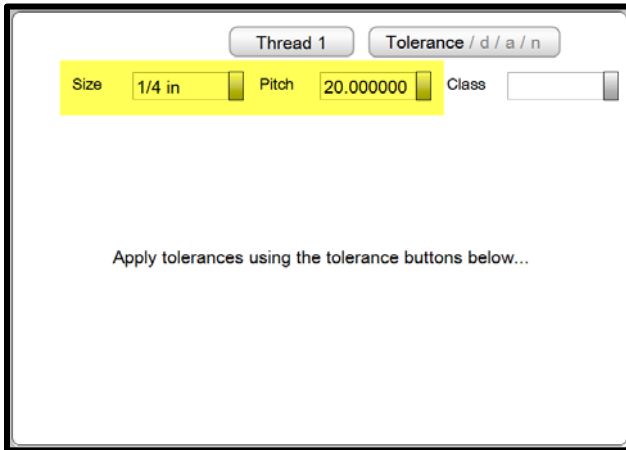 Thread 1 Tolerance / d / a / n
Size 1/4 in Pitch 20.000000 Class
Apply tolerances using the tolerance buttons below...